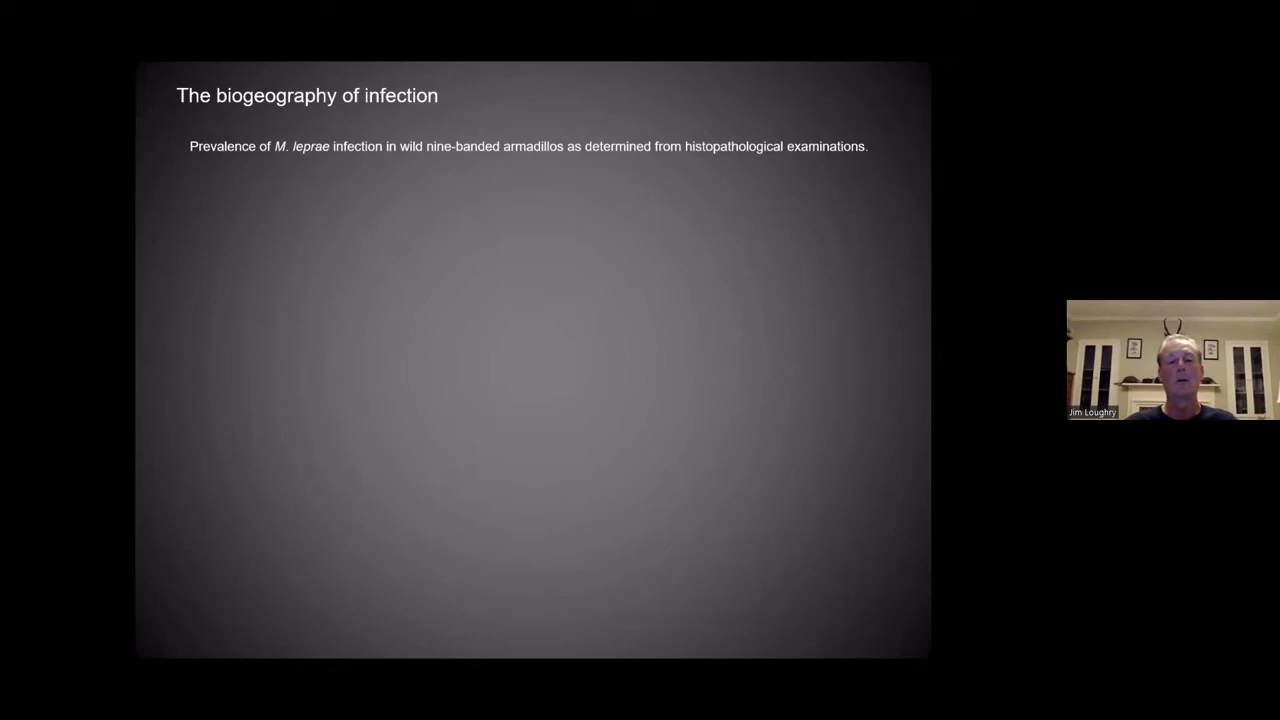 The biogeography of infection
Prevalence of M. leprae infection in wild nine-banded armadillos as determined from histopathological examinations.
Jim Loughry